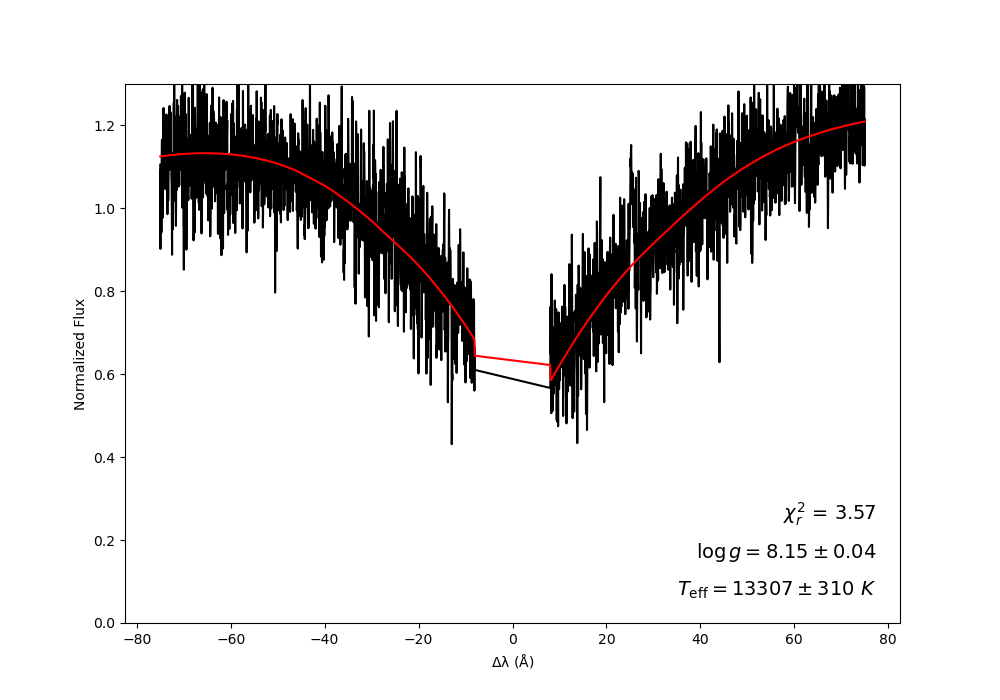 1.2
1.0
0.8
0.6
0.4
0.2
0.0
Normalized Flux
χ²ᵣ = 3.57
log g = 8.15 ± 0.04
T_eff = 13307 ± 310 K
−80 −60 −40 −20 0 20 40 60 80
Δλ (Å)